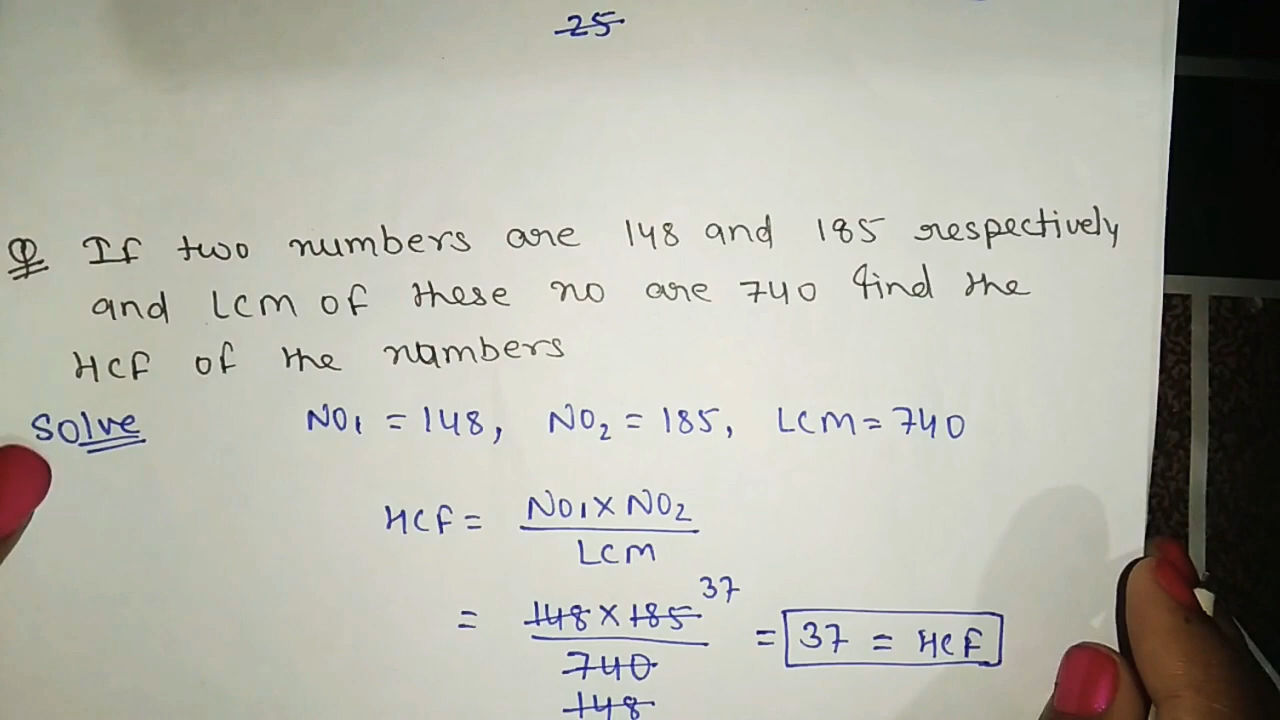 25
Q If two numbers are 148 and 185 respectively
and LCM of these no are 740 find the
HCF of the numbers
Solve NO₁ = 148, NO₂ = 185, LCM = 740
HCF = NO₁ X NO₂
LCM
37
= 148 X 185 = 37 = HCF
740
148